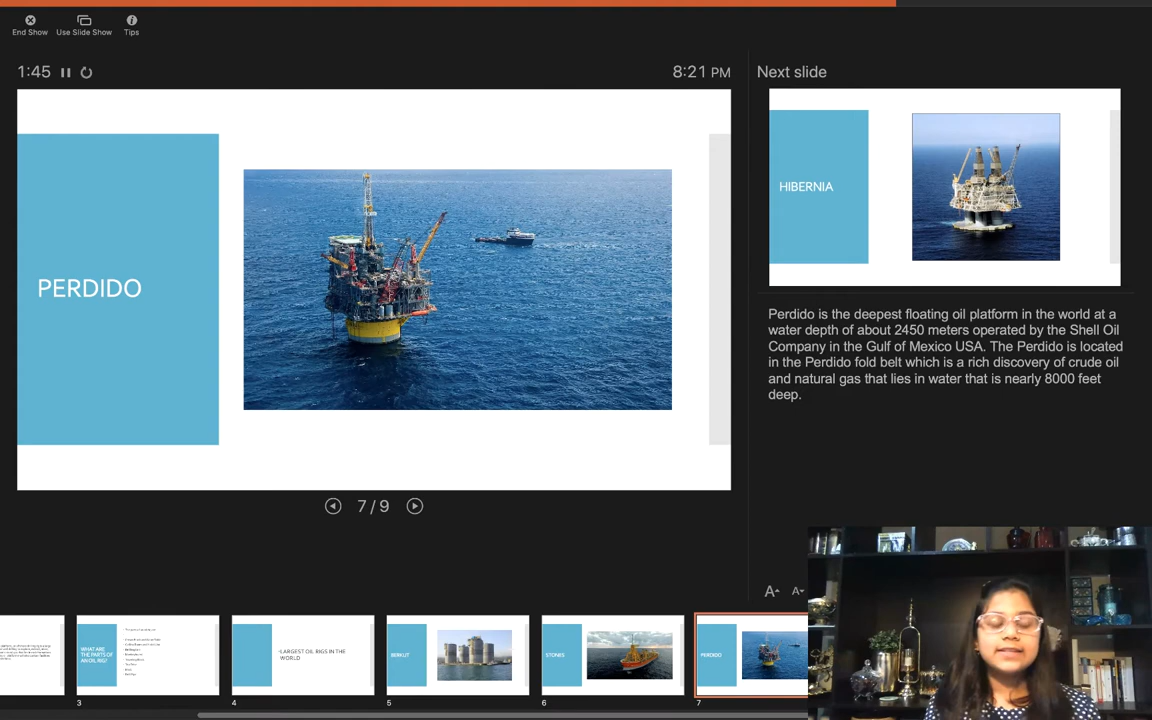 End Show
Use Slide Show
Tips
1:45
8:21 PM
Next slide
PERDIDO
HIBERNIA
Perdido is the deepest floating oil platform in the world at a
water depth of about 2450 meters operated by the Shell Oil
Company in the Gulf of Mexico USA. The Perdido is located
in the Perdido fold belt which is a rich discovery of crude oil
and natural gas that lies in water that is nearly 8000 feet
deep.
7 / 9
A
A
WHAT ARE
THE PARTS OF
AN OIL RIG?
LARGEST OIL RIGS IN THE
WORLD
BERKUT
STONES
PERDIDO
3
4
5
6
7